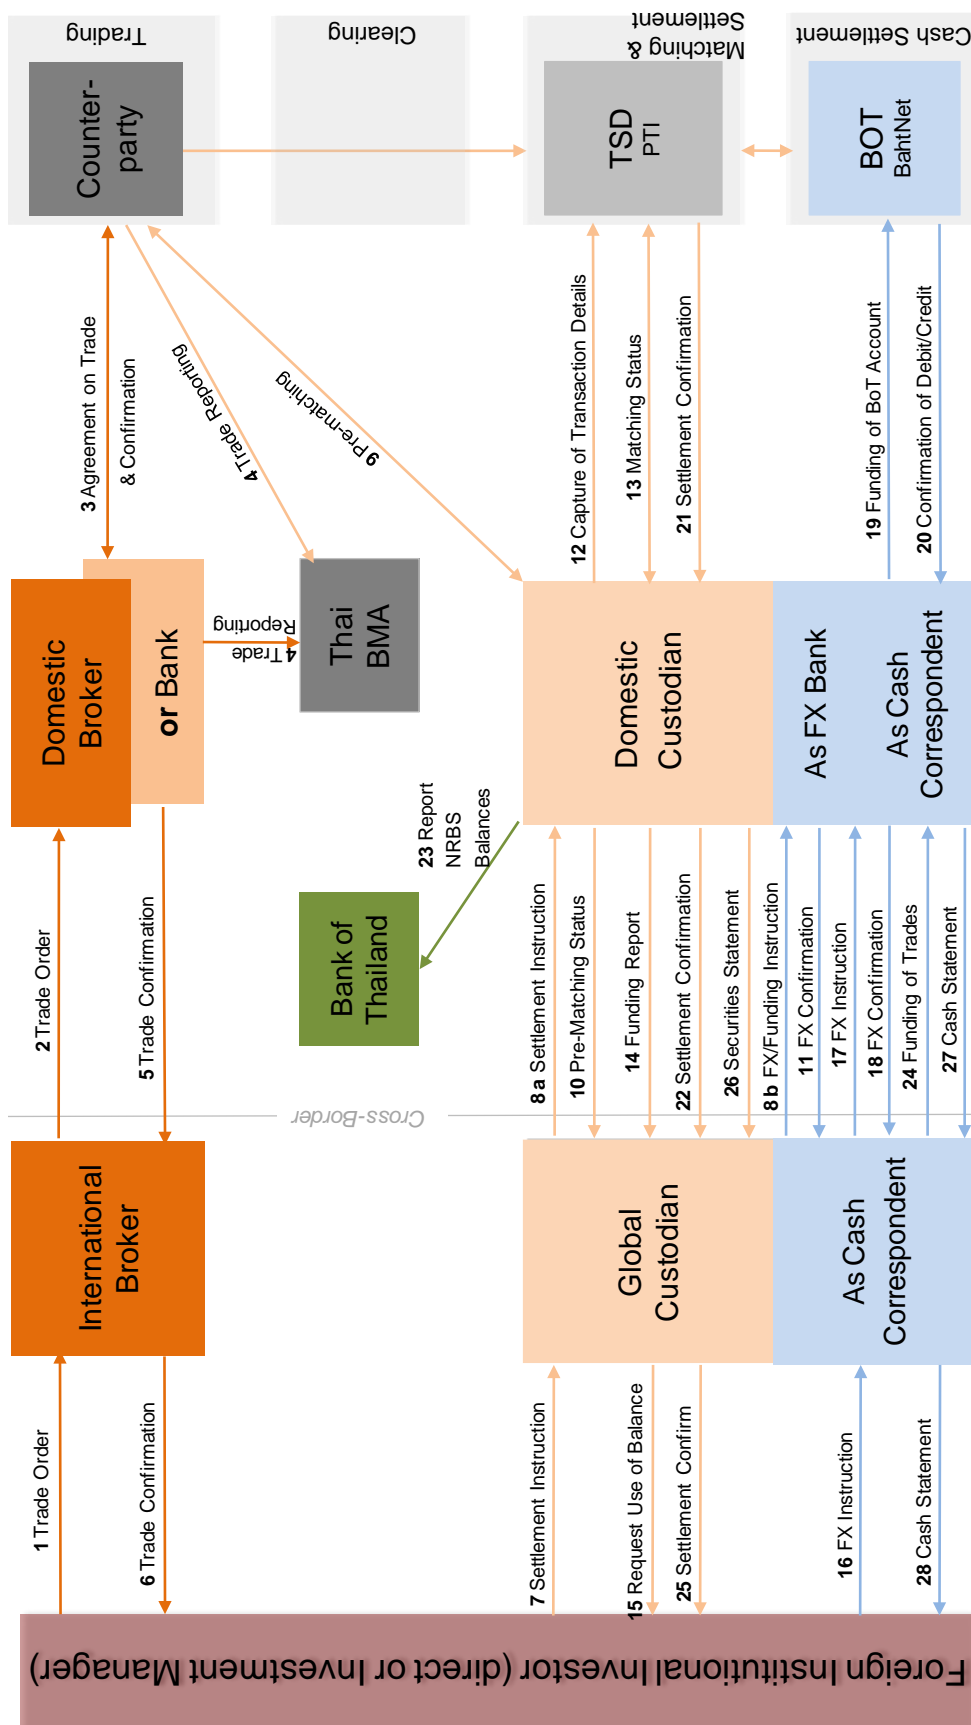 Foreign Institutional Investor (direct or Investment Manager)
1 Trade Order
6 Trade Confirmation
7 Settlement Instruction
15 Request Use of Balance
25 Settlement Confirm
16 FX Instruction
28 Cash Statement
International
Broker
Global
Custodian
As Cash
Correspondent
Cross-Border
2 Trade Order
5 Trade Confirmation
8a Settlement Instruction
10 Pre-Matching Status
14 Funding Report
22 Settlement Confirmation
26 Securities Statement
8b FX/Funding Instruction
11 FX Confirmation
17 FX Instruction
18 FX Confirmation
24 Funding of Trades
27 Cash Statement
Bank of
Thailand
23 Report
NRBS
Balances
Domestic
Broker
or Bank
4 Trade
Reporting
Thai
BMA
Domestic
Custodian
As FX Bank
As Cash
Correspondent
3 Agreement on Trade
& Confirmation
4 Trade Reporting
9 Pre-matching
12 Capture of Transaction Details
13 Matching Status
21 Settlement Confirmation
19 Funding of BoT Account
20 Confirmation of Debit/Credit
Trading
Counter-
party
Clearing
Matching &
Settlement
TSD
PTI
Cash Settlement
BOT
BahtNet